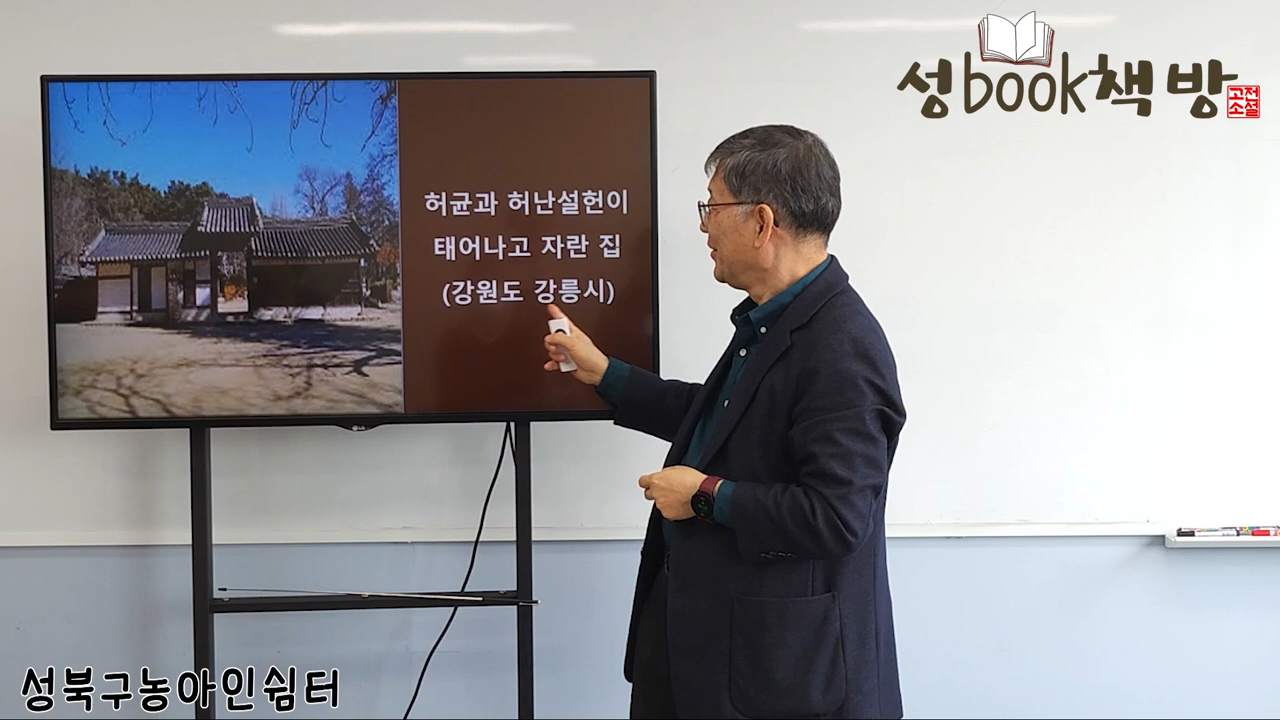 성book책방
고전
소설
허균과 허난설헌이
태어나고 자란 집
(강원도 강릉시)
LG
성북구농아인쉼터